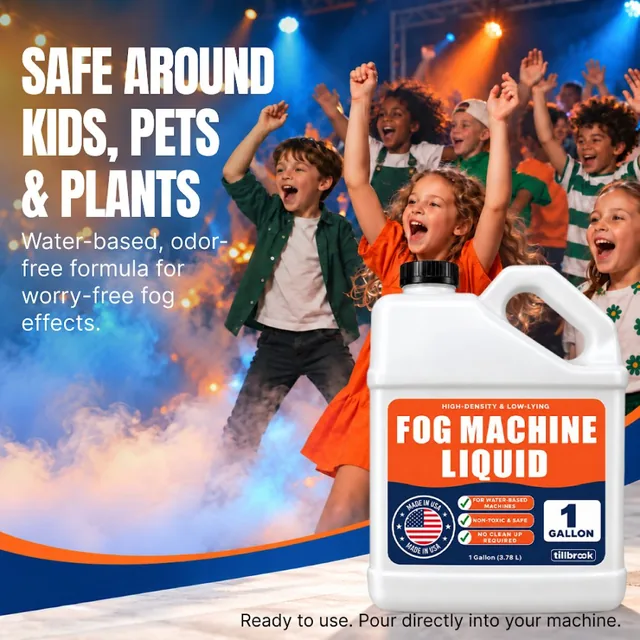 SAFE AROUND
KIDS, PETS
& PLANTS
Water-based, odor-
free formula for
worry-free fog
effects.
HIGH-DENSITY & LOW-LYING
FOG MACHINE
LIQUID
MADE IN USA
MADE IN USA
FOR WATER-BASED
MACHINES
NON-TOXIC & SAFE
NO CLEAN UP
REQUIRED
1
GALLON
1 Gallon (3.78 L)
tillbrook
Ready to use. Pour directly into your machine.